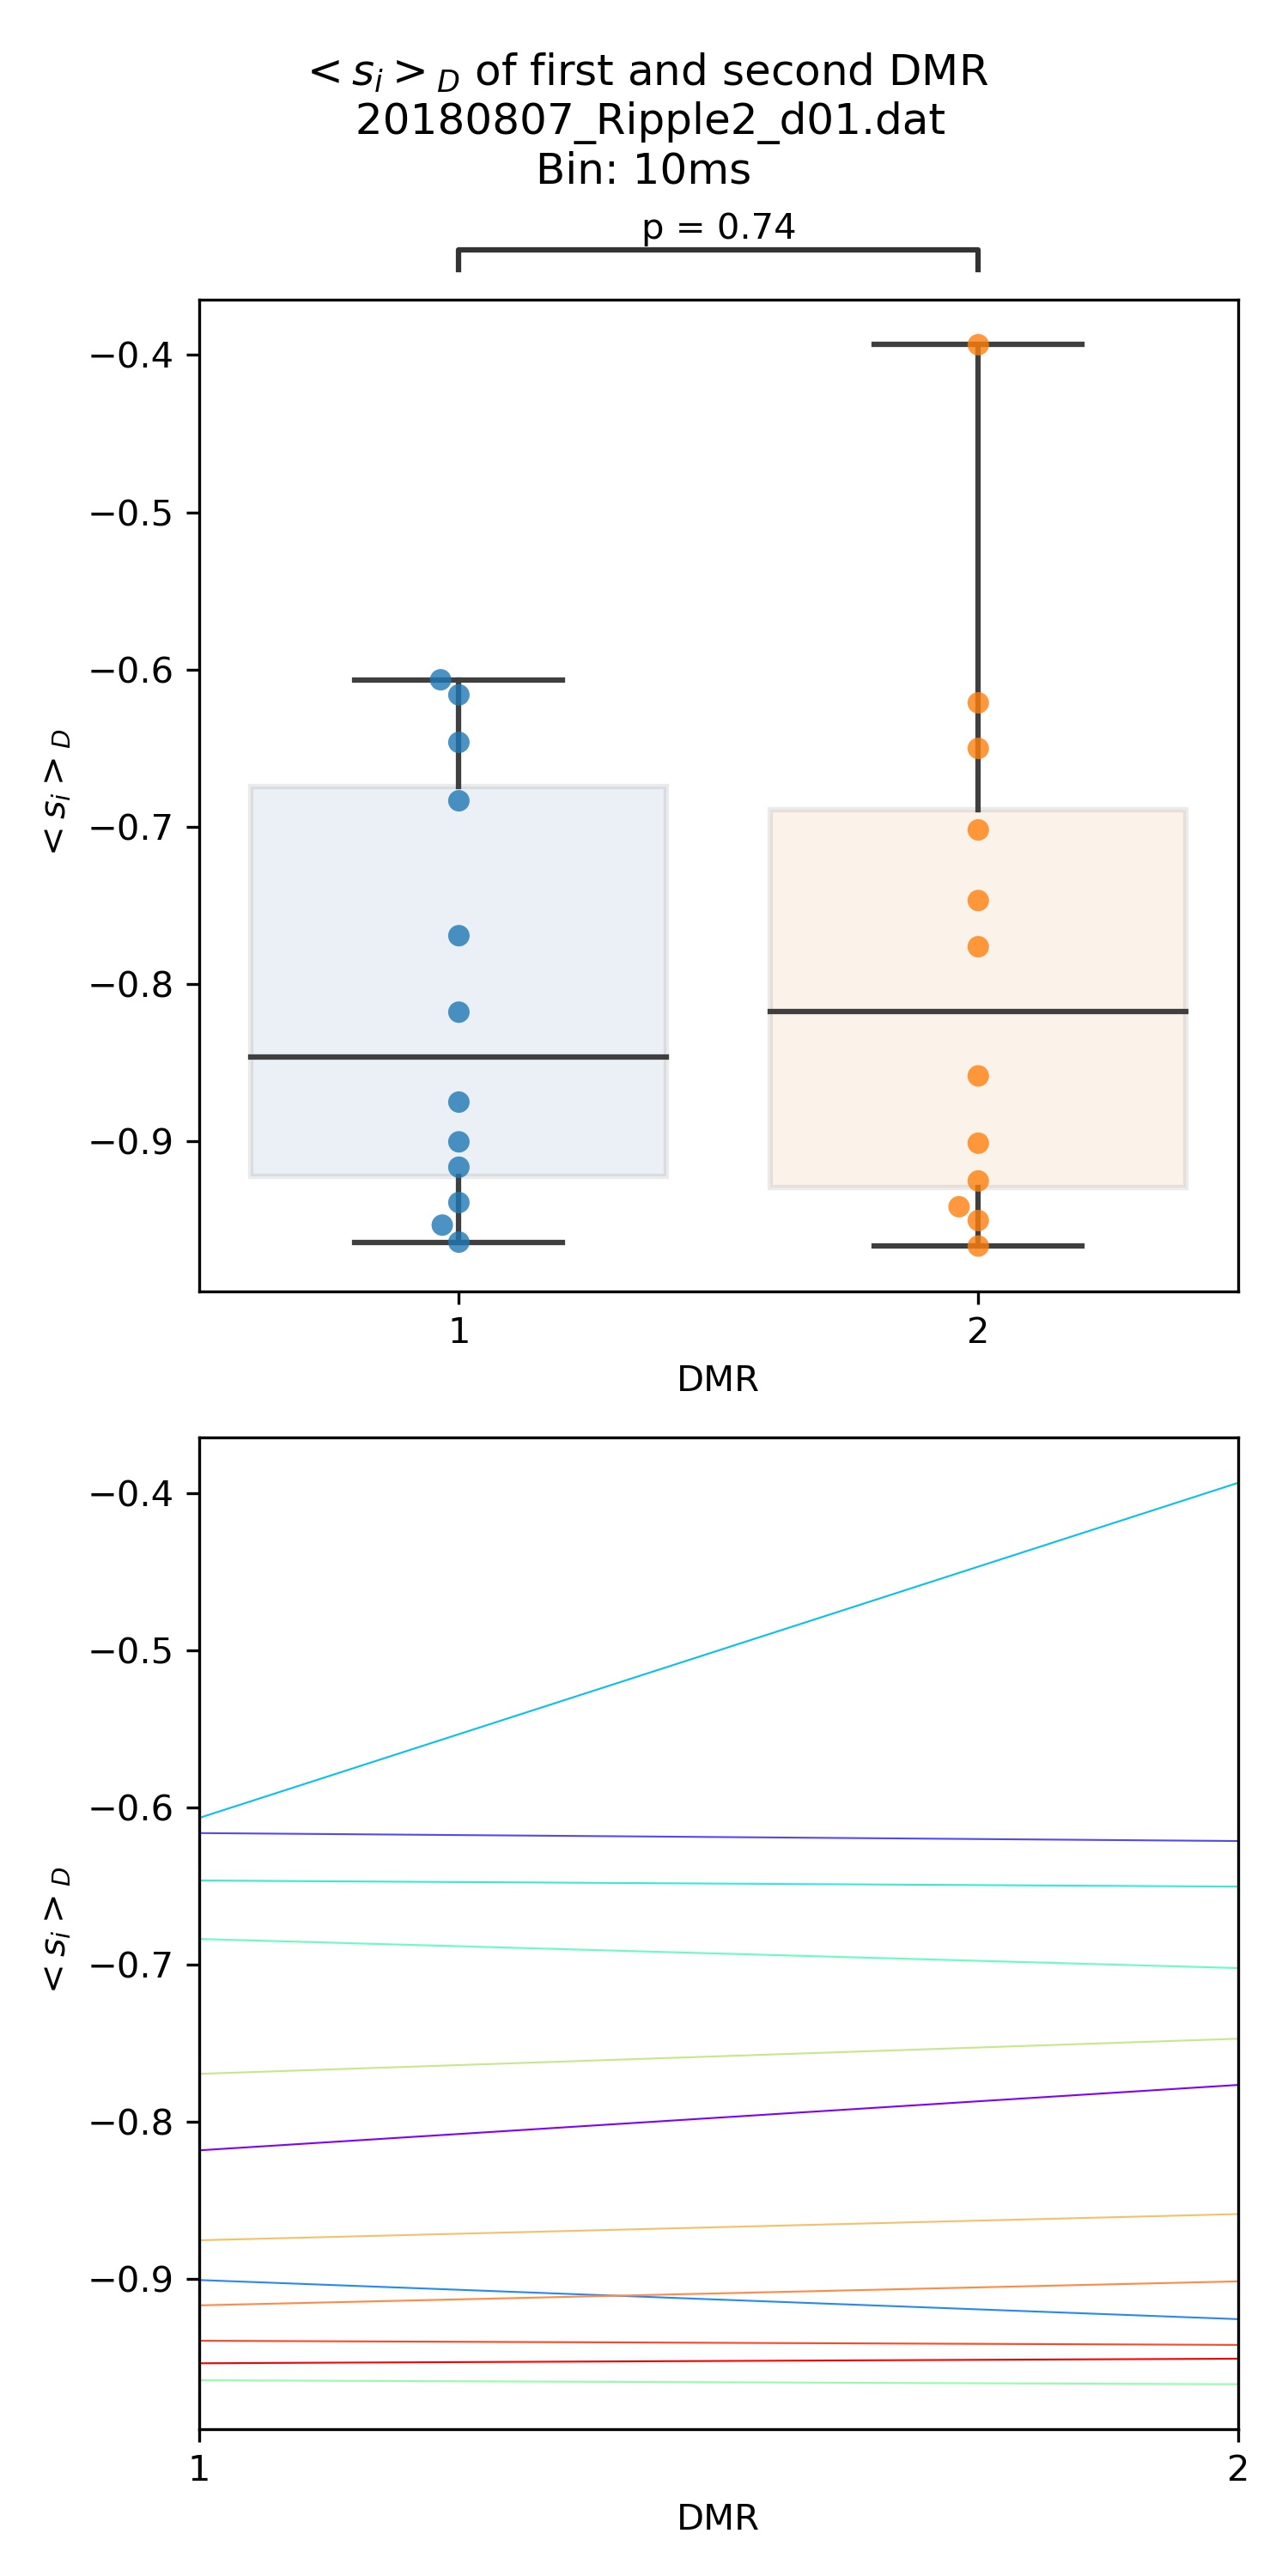 < s_i >_D of first and second DMR
20180807_Ripple2_d01.dat
Bin: 10ms
p = 0.74
< s_i >_D
−0.4
−0.5
−0.6
−0.7
−0.8
−0.9
1
2
DMR
< s_i >_D
−0.4
−0.5
−0.6
−0.7
−0.8
−0.9
1
2
DMR